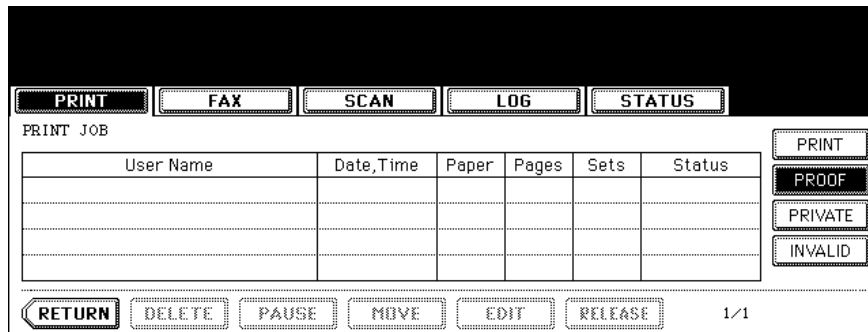 PRINT FAX SCAN LOG STATUS
PRINT JOB
User Name Date,Time Paper Pages Sets Status
PRINT
PROOF
PRIVATE
INVALID
RETURN DELETE PAUSE MOVE EDIT RELEASE 1/1